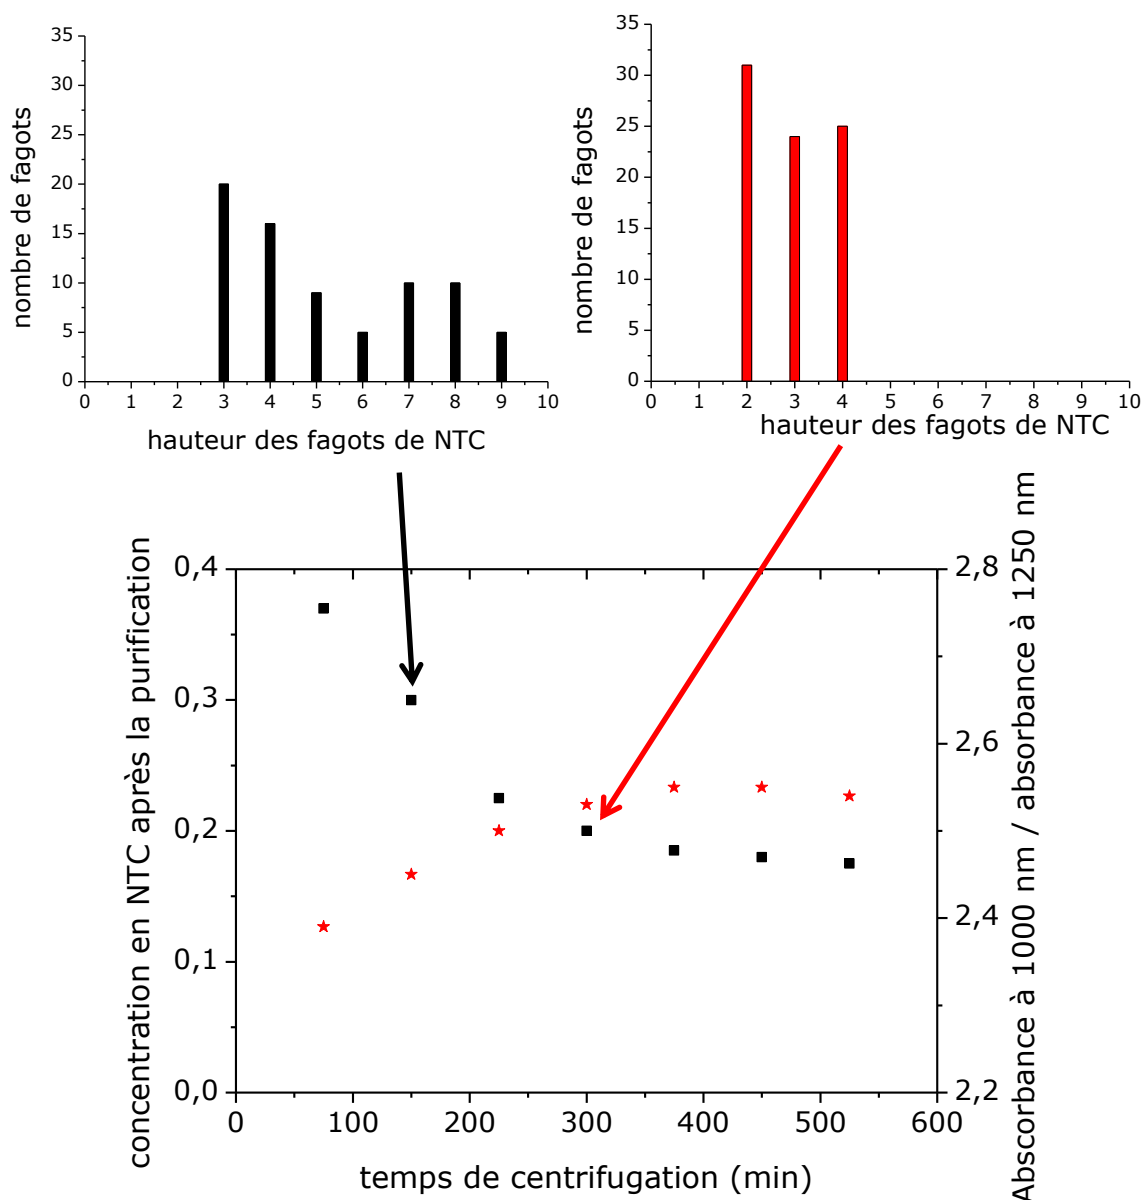 35
30
25
20
15
10
5
0
0 1 2 3 4 5 6 7 8 9 10
nombre de fagots
hauteur des fagots de NTC
35
30
25
20
15
10
5
0
0 1 2 3 4 5 6 7 8 9 10
nombre de fagots
hauteur des fagots de NTC
concentration en NTC après la purification
0,4
0,3
0,2
0,1
0,0
0 100 200 300 400 500 600
temps de centrifugation (min)
2,8
2,6
2,4
2,2
Abscorbance à 1000 nm / absorbance à 1250 nm